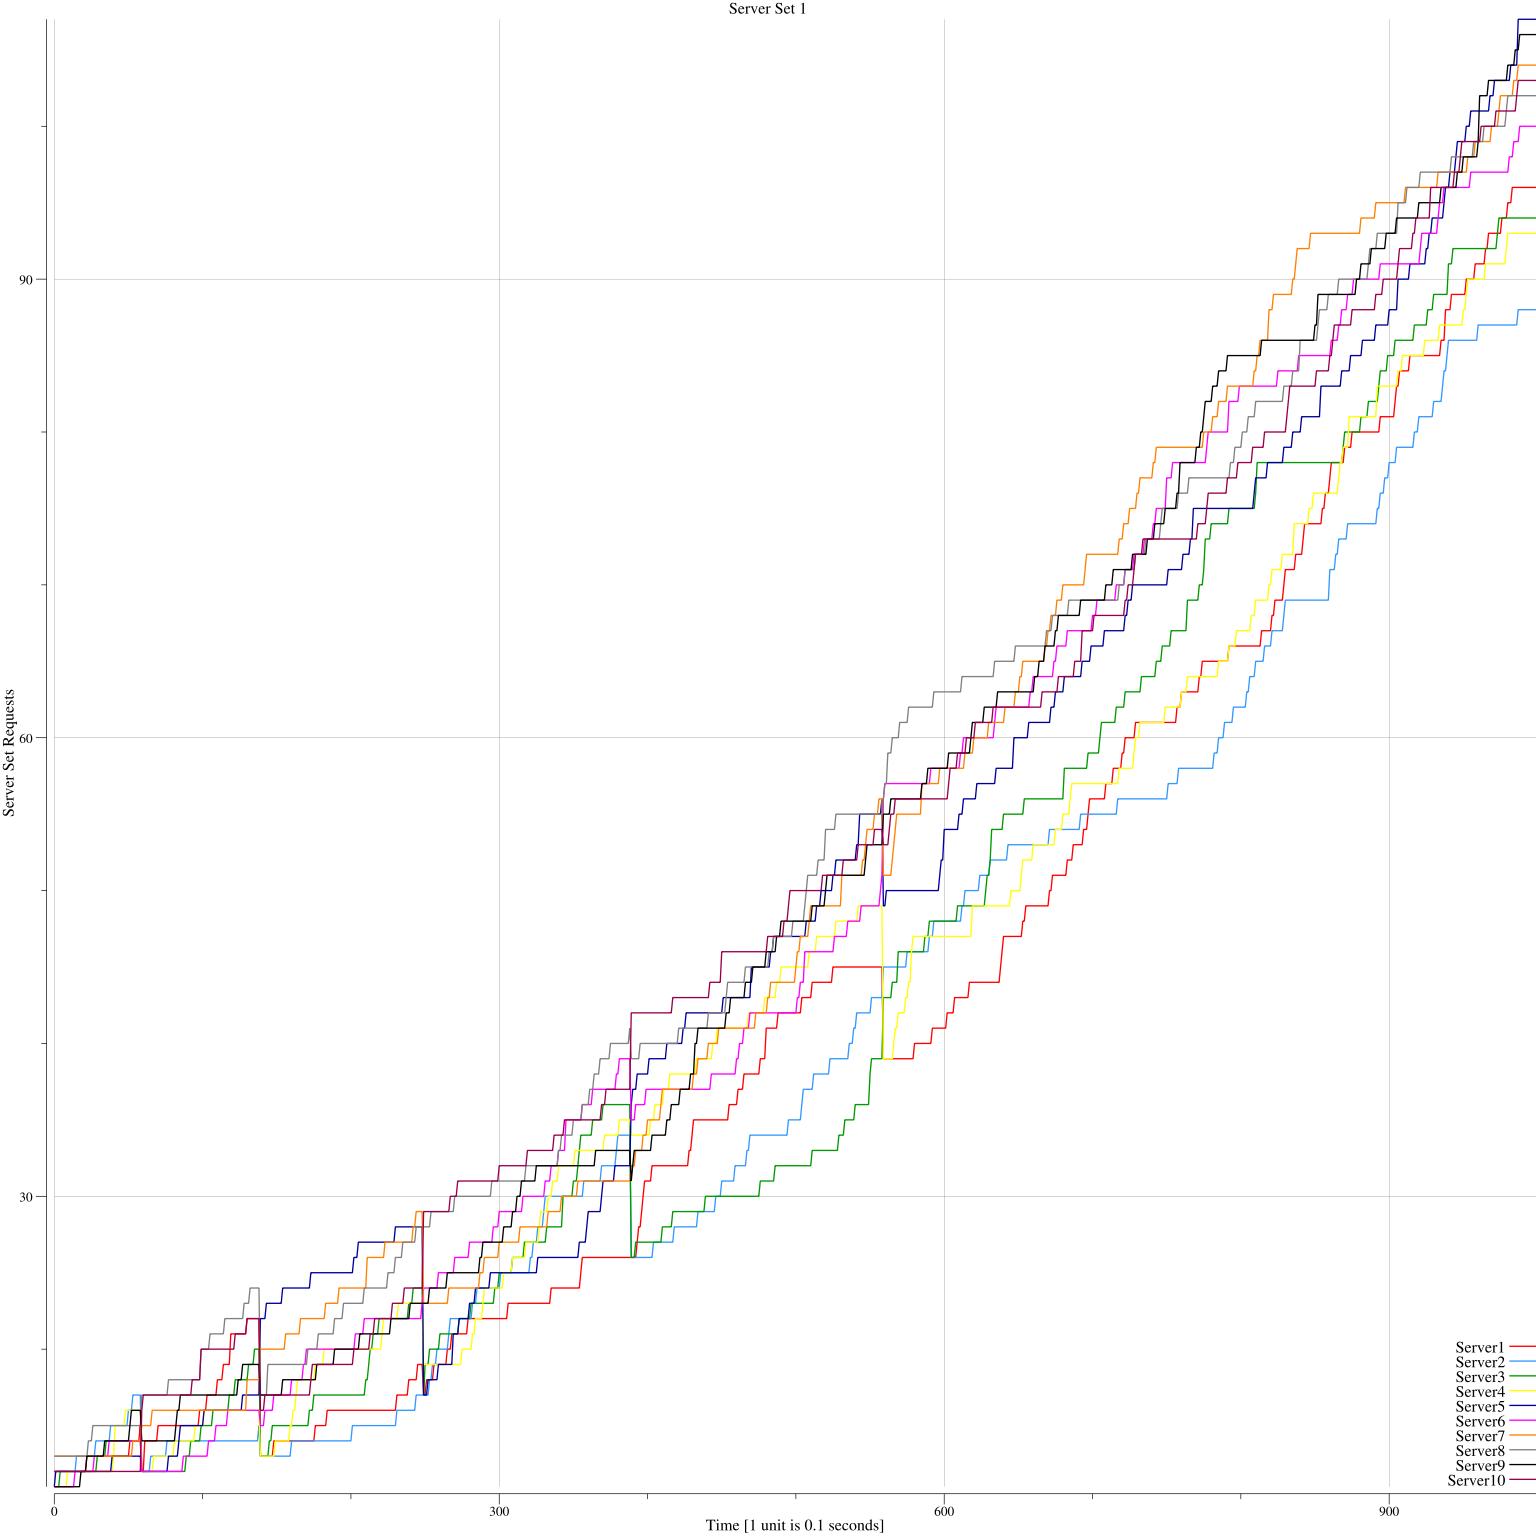 Server Set 1
90
60
30
Server Set Requests
0
300
600
900
Time [1 unit is 0.1 seconds]
Server1
Server2
Server3
Server4
Server5
Server6
Server7
Server8
Server9
Server10